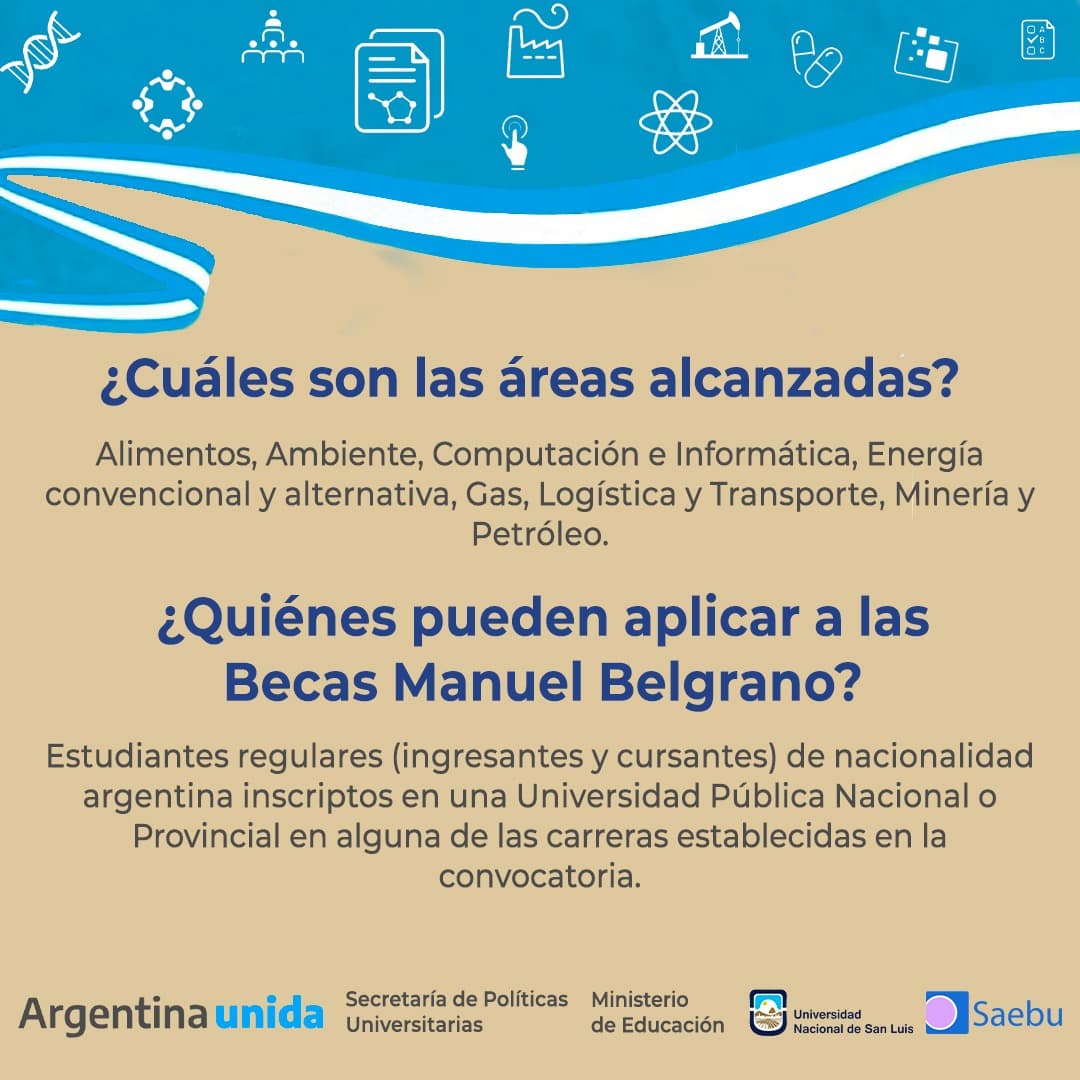 ¿Cuáles son las áreas alcanzadas?
Alimentos, Ambiente, Computación e Informática, Energía
convencional y alternativa, Gas, Logística y Transporte, Minería y
Petróleo.
¿Quiénes pueden aplicar a las
Becas Manuel Belgrano?
Estudiantes regulares (ingresantes y cursantes) de nacionalidad
argentina inscriptos en una Universidad Pública Nacional o
Provincial en alguna de las carreras establecidas en la
convocatoria.
Argentina unida
Secretaría de Políticas
Universitarias
Ministerio
de Educación
Universidad
Nacional de San Luis
Saebu
A
B
C